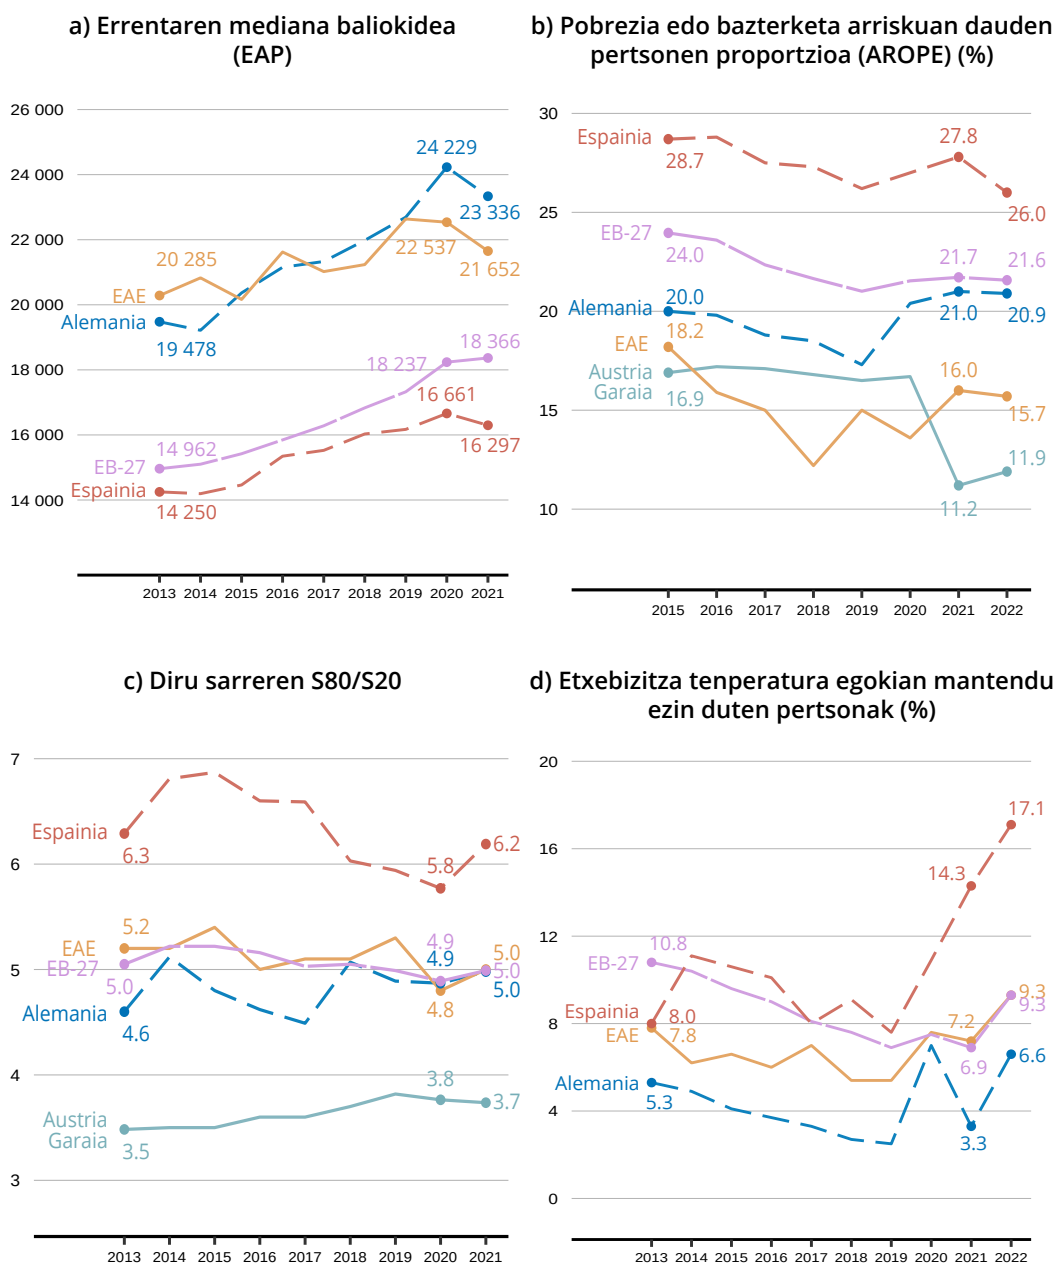 a) Errentaren mediana baliokidea
(EAP)
26 000
24 000
22 000
20 000
18 000
16 000
14 000
24 229
23 336
20 285
22 537
21 652
EAE
Alemania
19 478
18 237
18 366
16 661
14 962
16 297
EB-27
Espainia
14 250
2013 2014 2015 2016 2017 2018 2019 2020 2021
b) Pobrezia edo bazterketa arriskuan dauden
pertsonen proportzioa (AROPE) (%)
30
25
20
15
10
Espainia
28.7
27.8
26.0
EB-27
24.0
21.7
21.6
Alemania
20.0
21.0
20.9
18.2
EAE
16.0
15.7
Austria
Garaia
16.9
11.9
11.2
2015 2016 2017 2018 2019 2020 2021 2022
c) Diru sarreren S80/S20
7
6
5
4
3
Espainia
6.3
5.8
6.2
5.2
EAE
EB-27
5.0
4.9
4.9
5.0
5.0
5.0
Alemania
4.6
4.8
Austria
Garaia
3.5
3.8
3.7
2013 2014 2015 2016 2017 2018 2019 2020 2021
d) Etxebizitza tenperatura egokian mantendu
ezin duten pertsonak (%)
20
16
12
8
4
0
17.1
14.3
10.8
EB-27
Espainia
8.0
EAE
7.8
7.2
9.3
9.3
6.9
Alemania
5.3
6.6
3.3
2013 2014 2015 2016 2017 2018 2019 2020 2021 2022